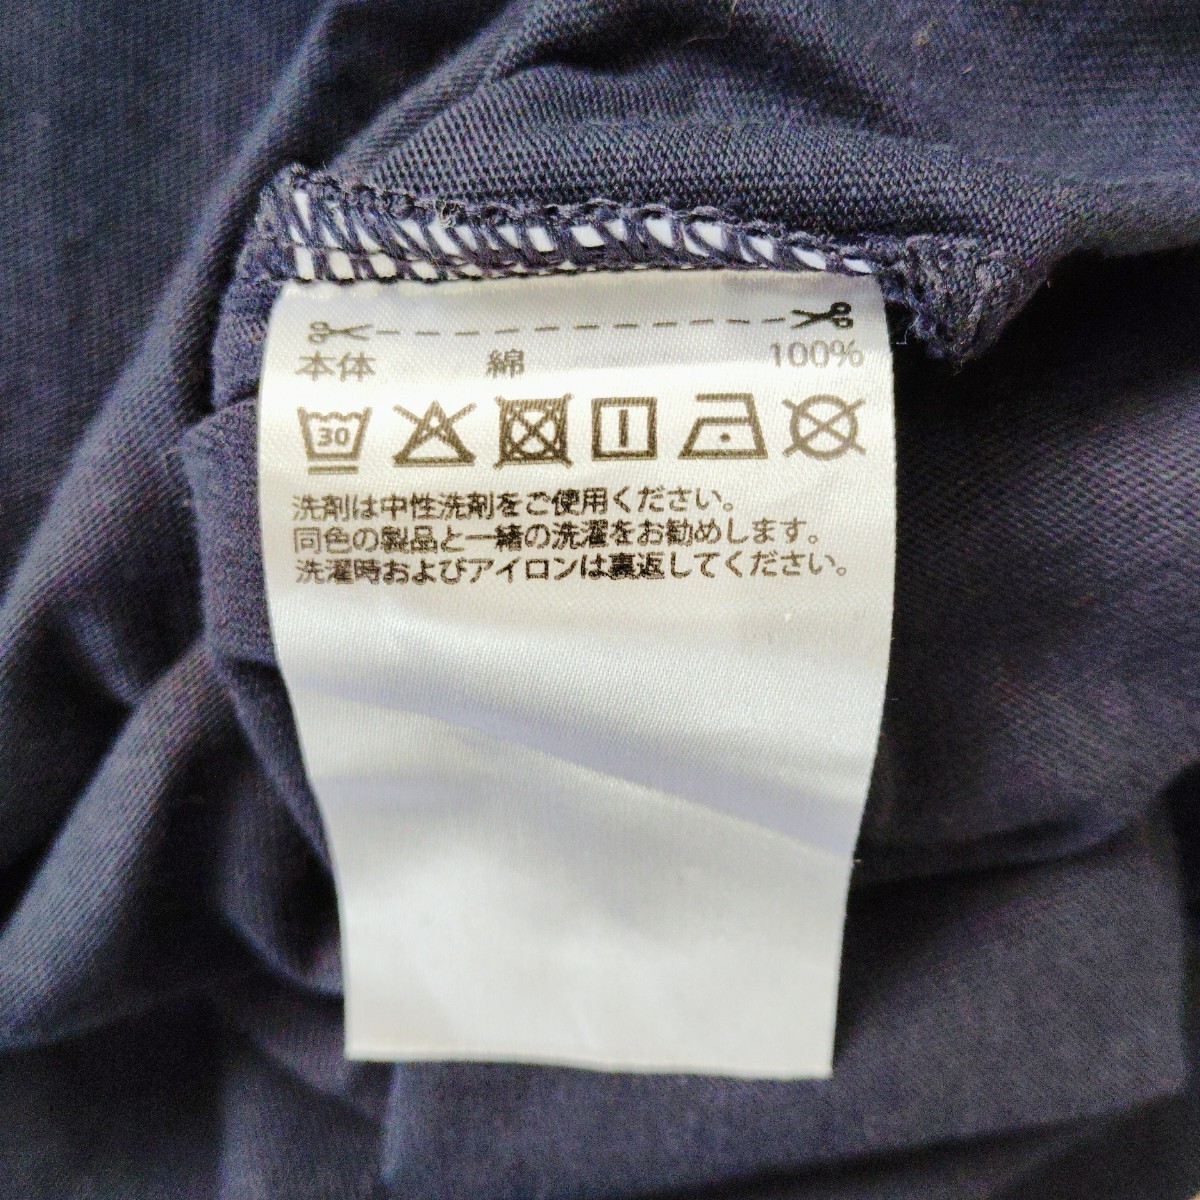 本体 綿 100%
30
洗剤は中性洗剤をご使用ください。
同色の製品と一緒の洗濯をお勧めします。
洗濯時およびアイロンは裏返してください。